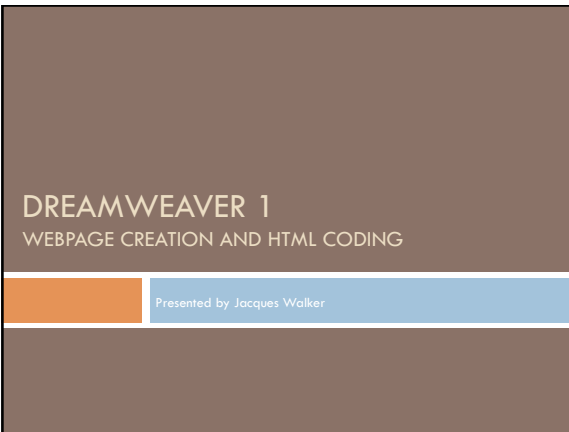 DREAMWEAVER 1
WEBPAGE CREATION AND HTML CODING
Presented by Jacques Walker